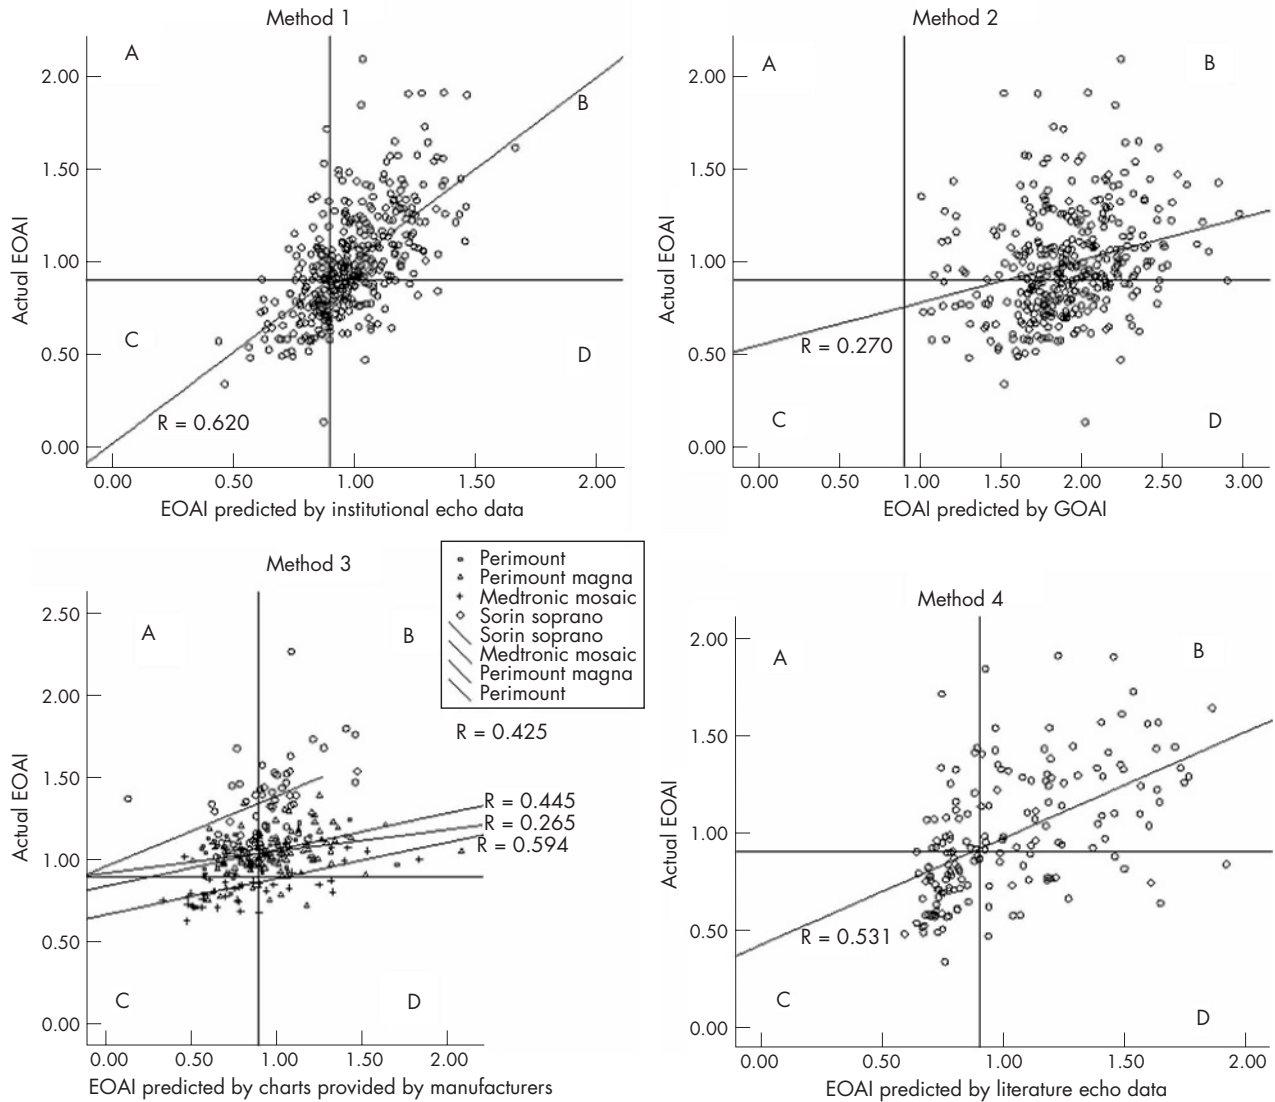 Method 1
A
B
C
D
2.00
1.50
1.00
0.50
0.00
Actual EOAI
R = 0.620
0.00 0.50 1.00 1.50 2.00
EOAI predicted by institutional echo data
Method 2
A
B
C
D
2.00
1.50
1.00
0.50
0.00
Actual EOAI
R = 0.270
0.00 0.50 1.00 1.50 2.00 2.50 3.00
EOAI predicted by GOAI
Method 3
Perimount
Perimount magna
Medtronic mosaic
Sorin soprano
Sorin soprano
Medtronic mosaic
Perimount magna
Perimount
A
B
C
D
2.50
2.00
1.50
1.00
0.50
0.00
Actual EOAI
R = 0.425
R = 0.445
R = 0.265
R = 0.594
0.00 0.50 1.00 1.50 2.00
EOAI predicted by charts provided by manufacturers
Method 4
A
B
C
D
2.00
1.50
1.00
0.50
0.00
Actual EOAI
R = 0.531
0.00 0.50 1.00 1.50 2.00
EOAI predicted by literature echo data